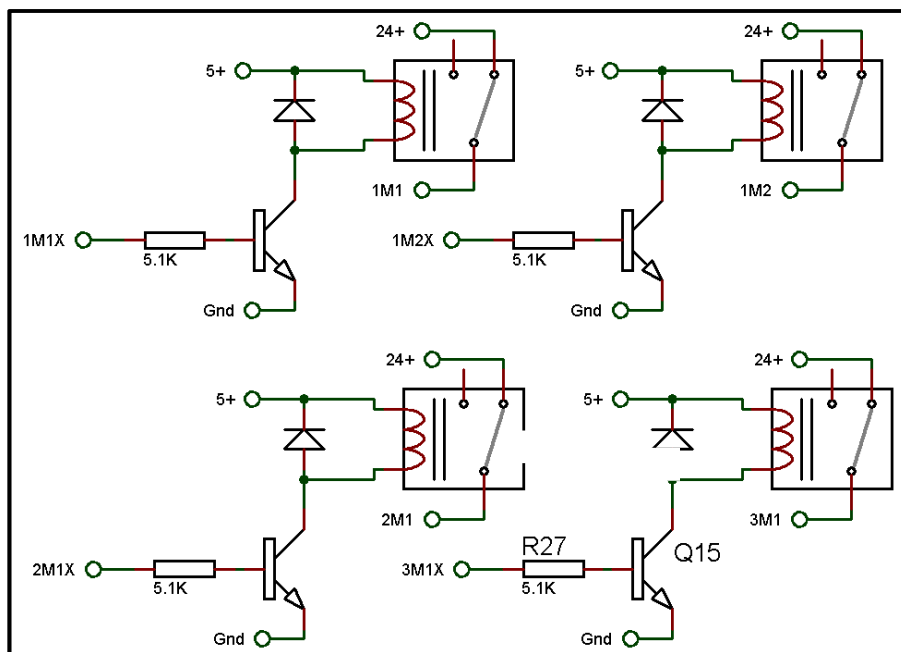 24+
24+
5+
5+
1M1
1M2
1M1X
5.1K
1M2X
5.1K
Gnd
Gnd
24+
24+
5+
5+
2M1
3M1
R27
Q15
2M1X
5.1K
3M1X
5.1K
Gnd
Gnd